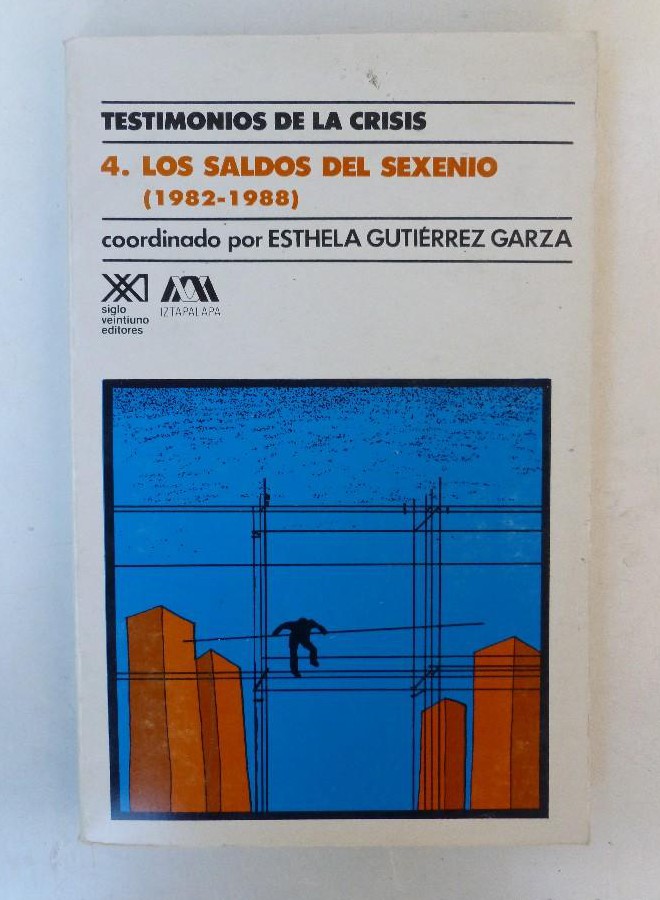 TESTIMONIOS DE LA CRISIS
4. LOS SALDOS DEL SEXENIO
(1982-1988)
coordinado por ESTHELA GUTIÉRREZ GARZA
siglo
veintiuno
editores
IZTAPALAPA